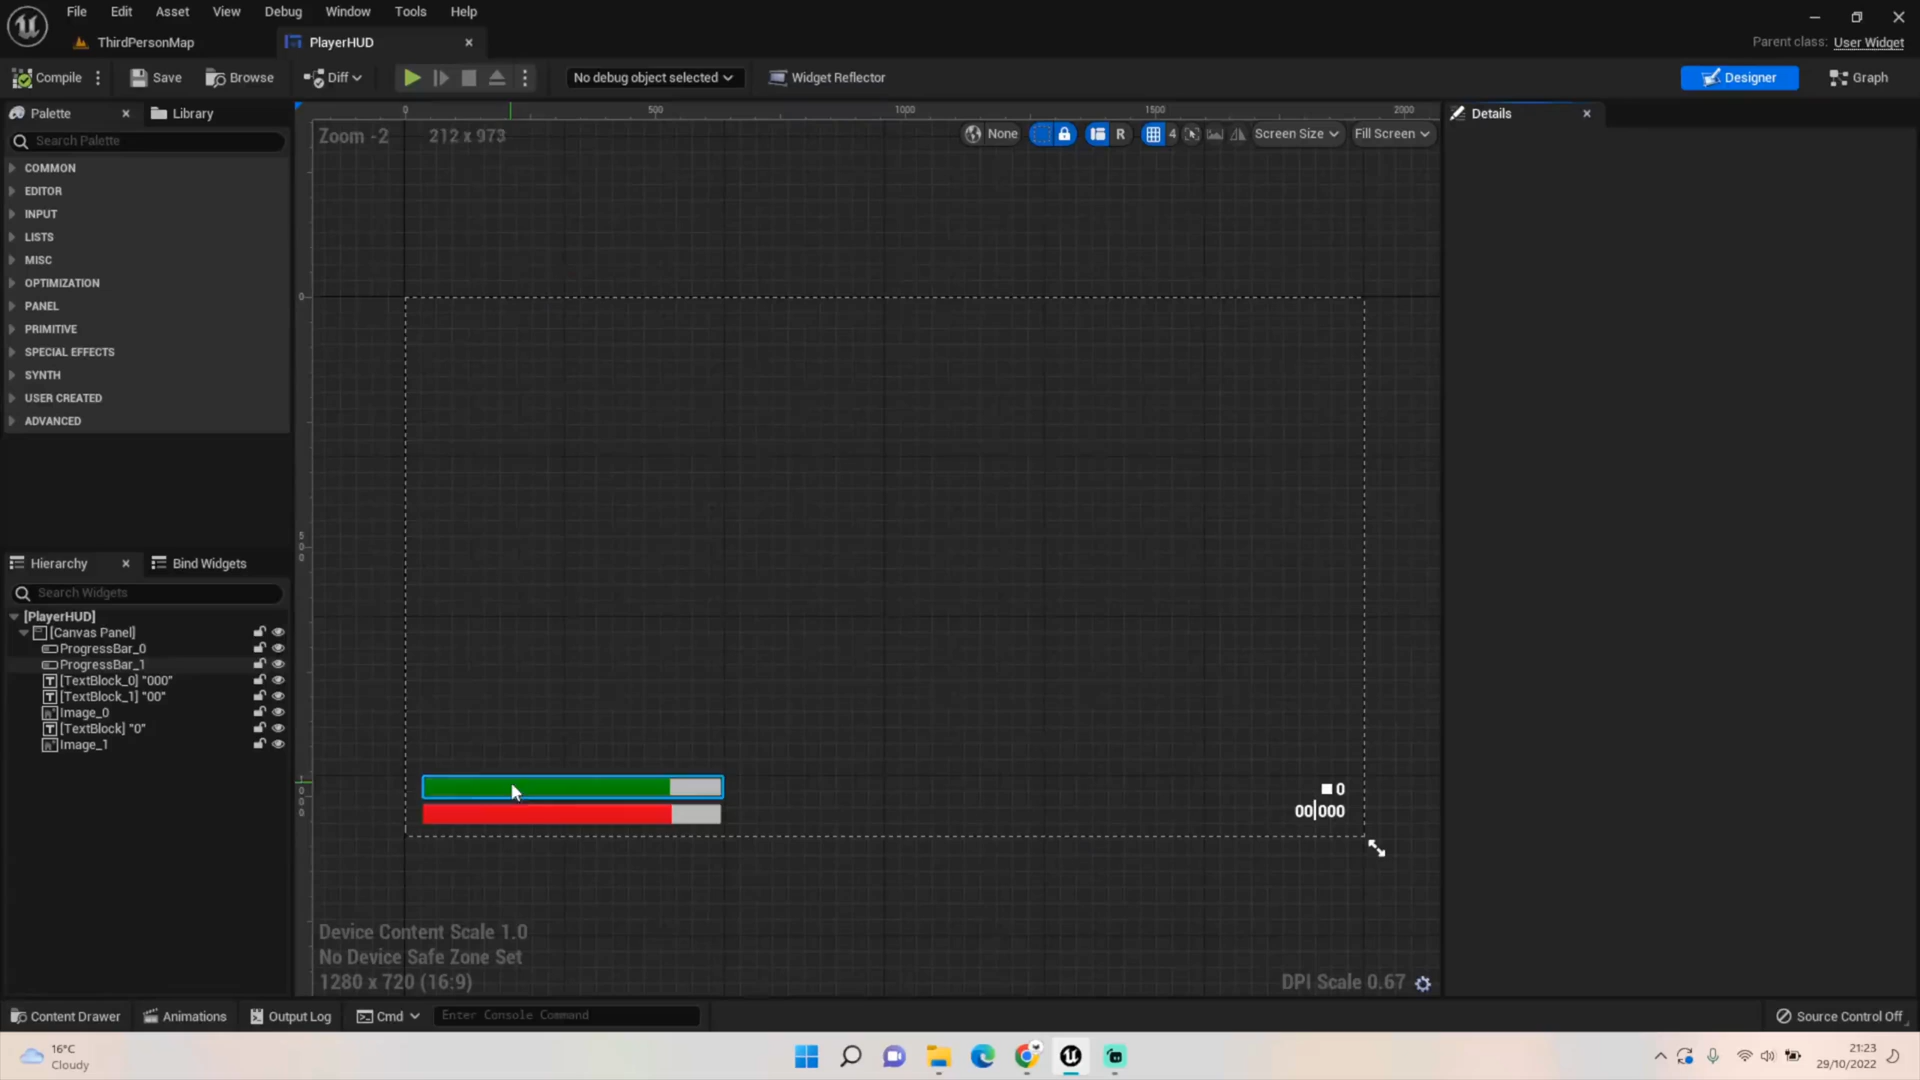 File Edit Asset View Debug Window Tools Help
ThirdPersonMap
PlayerHUD
Parent class: User Widget
Compile
Save
Browse
Diff
No debug object selected
Widget Reflector
Designer
Graph
Palette
Library
Search Palette
COMMON
EDITOR
INPUT
LISTS
MISC
OPTIMIZATION
PANEL
PRIMITIVE
SPECIAL EFFECTS
SYNTH
USER CREATED
ADVANCED
Hierarchy
Bind Widgets
Search Widgets
[PlayerHUD]
[Canvas Panel]
ProgressBar_0
ProgressBar_1
[TextBlock_0] "000"
[TextBlock_1] "00"
Image_0
[TextBlock] "0"
Image_1
0 500 1000 1500 2000
Zoom -2 212 x 973
None
R
4
Screen Size
Fill Screen
0
500
1000
0
00|000
Device Content Scale 1.0
No Device Safe Zone Set
1280 x 720 (16:9)
DPI Scale 0.67
Details
Content Drawer
Animations
Output Log
Cmd
Enter Console Command
Source Control Off
16°C
Cloudy
21:23
29/10/2022